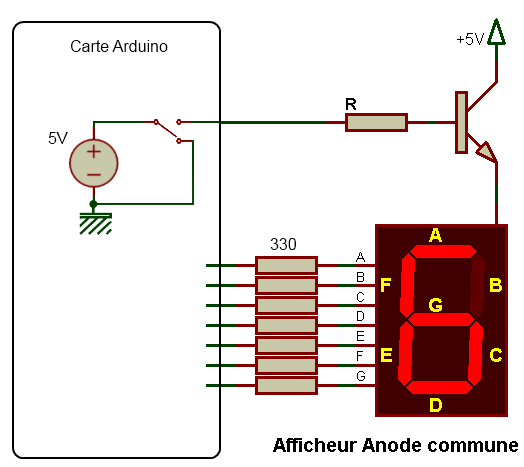 Carte Arduino
+5V
R
5V
330
A
B
C
D
E
F
G
A
F
B
G
E
C
D
Afficheur Anode commune